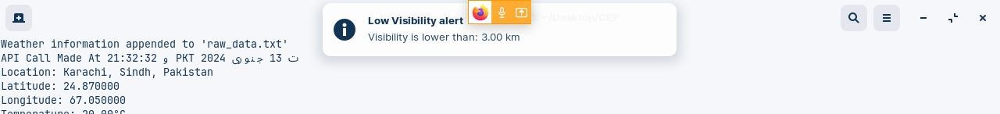 Low Visibility alert
~/Desktop/CEP
Visibility is lower than: 3.00 km
Weather information appended to 'raw_data.txt'
API Call Made At 21:32:32 و PKT 2024 ت 13 جنوری
Location: Karachi, Sindh, Pakistan
Latitude: 24.870000
Longitude: 67.050000
Temperature: 20.00°C